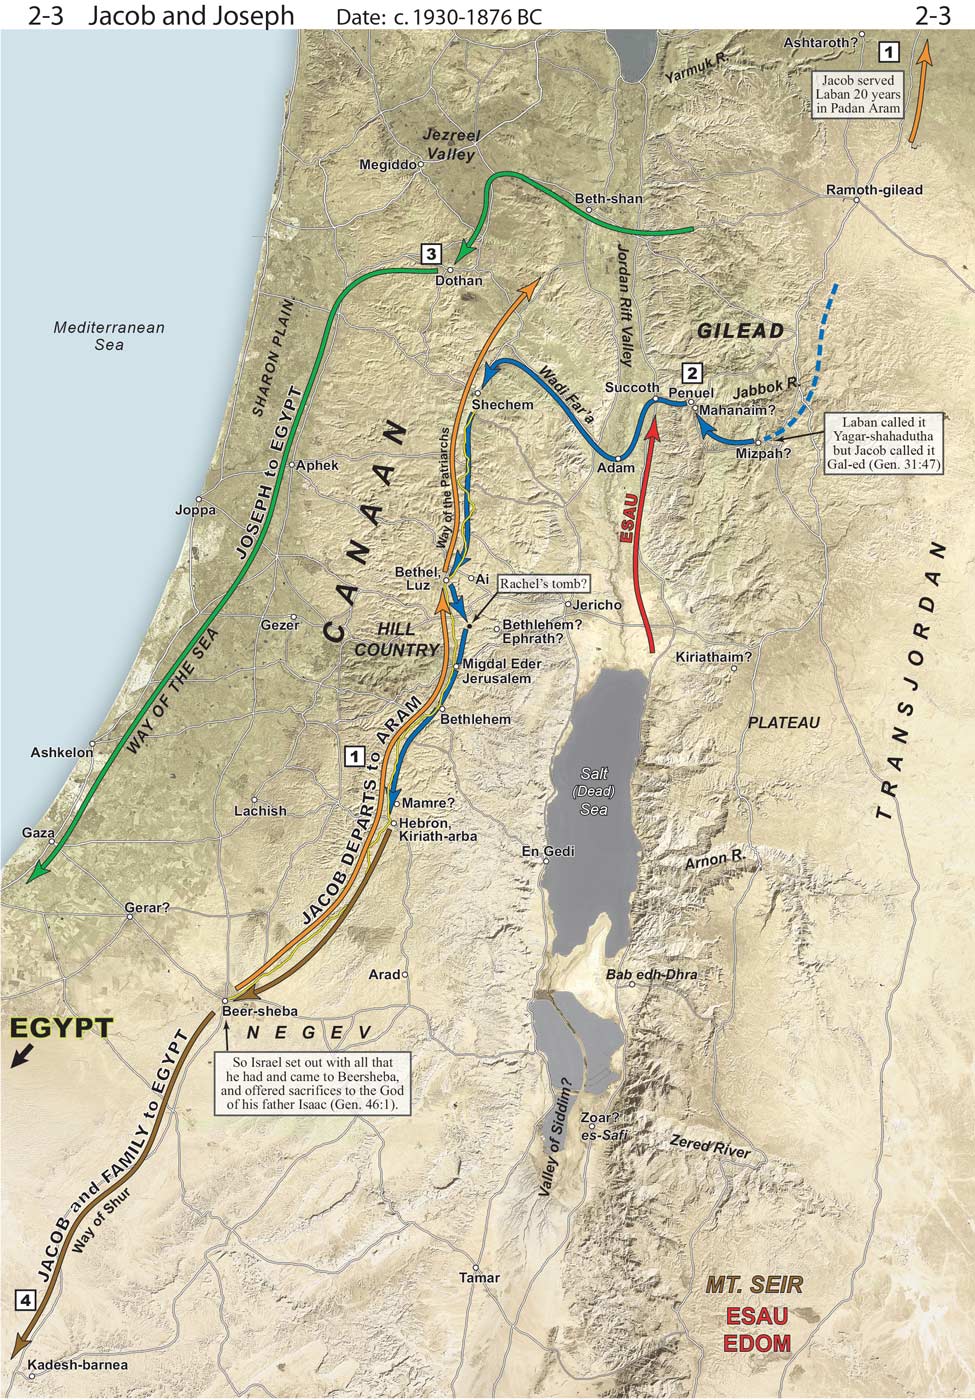 2-3 Jacob and Joseph Date: c. 1930-1876 BC 2-3
Ashtaroth?
1
Yarmuk R.
Jacob served
Laban 20 years
in Padan Aram
Jezreel
Valley
Megiddo
Beth-shan
Ramoth-gilead
3
Dothan
Jordan Rift Valley
Mediterranean
Sea
SHARON PLAIN
GILEAD
Wadi Far'a
2
Succoth
Penuel
Jabbok R.
Mahanaim?
Shechem
Mizpah?
Laban called it
Yagar-shahadutha
but Jacob called it
Gal-ed (Gen. 31:47)
Adam
JOSEPH to EGYPT
Aphek
CANAAN
Way of the Patriarchs
Joppa
ESAU
Bethel,
Luz
Ai
Rachel's tomb?
Jericho
Gezer
HILL
COUNTRY
Bethlehem?
Ephrath?
TRANSJORDAN
WAY OF THE SEA
Migdal Eder
Jerusalem
Kiriathaim?
Bethlehem
PLATEAU
Ashkelon
1
JACOB DEPARTS to ARAM
Salt
(Dead)
Sea
Lachish
Mamre?
Hebron,
Kiriath-arba
Gaza
En Gedi
Arnon R.
Gerar?
Arad
Bab edh-Dhra
Beer-sheba
NEGEV
EGYPT
So Israel set out with all that
he had and came to Beersheba,
and offered sacrifices to the God
of his father Isaac (Gen. 46:1).
Valley of Siddim?
Zoar?
es-Safi
Zered River
JACOB and FAMILY to EGYPT
Way of Shur
Tamar
MT. SEIR
ESAU
EDOM
4
Kadesh-barnea